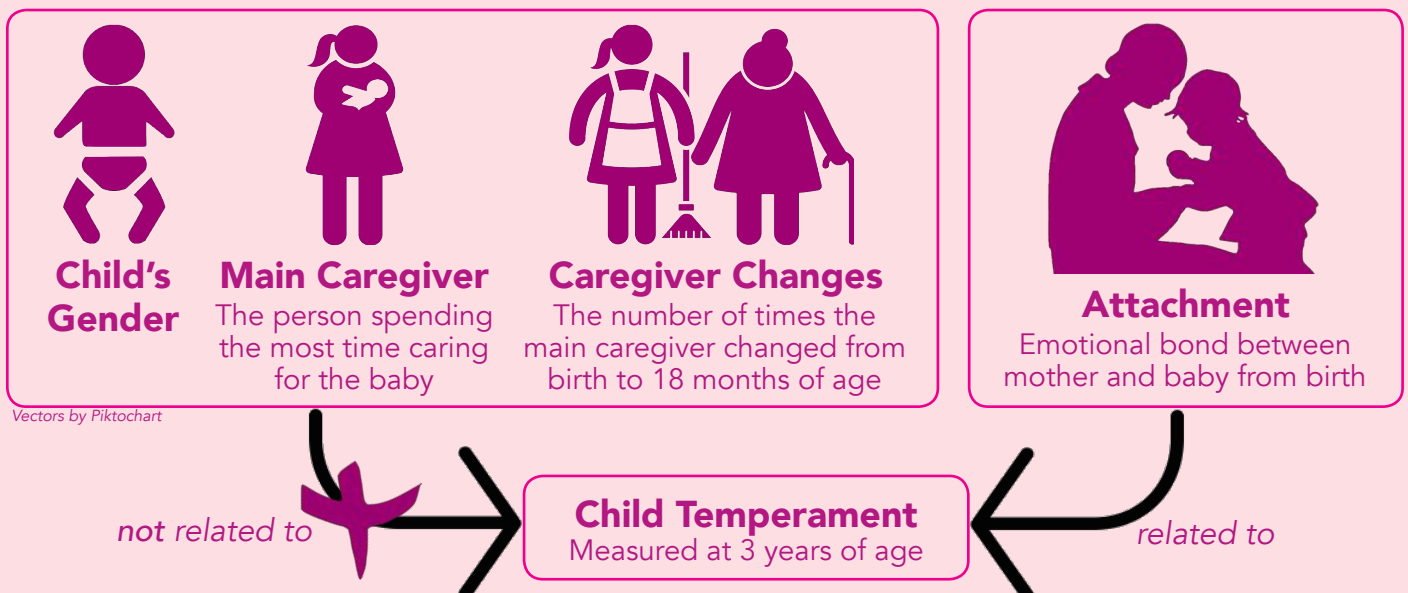 Child's
Gender
Main Caregiver
The person spending
the most time caring
for the baby
Caregiver Changes
The number of times the
main caregiver changed from
birth to 18 months of age
Attachment
Emotional bond between
mother and baby from birth
Vectors by Piktochart
not related to
Child Temperament
Measured at 3 years of age
related to